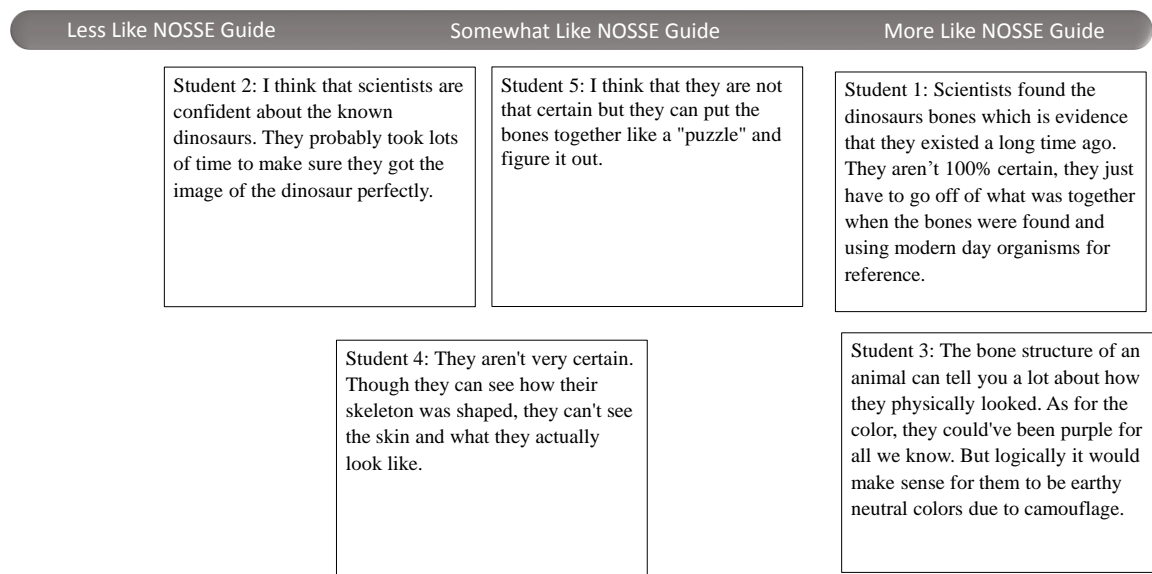 Less Like NOSSE Guide
Somewhat Like NOSSE Guide
More Like NOSSE Guide
Student 2: I think that scientists are
confident about the known
dinosaurs. They probably took lots
of time to make sure they got the
image of the dinosaur perfectly.
Student 5: I think that they are not
that certain but they can put the
bones together like a "puzzle" and
figure it out.
Student 1: Scientists found the
dinosaurs bones which is evidence
that they existed a long time ago.
They aren’t 100% certain, they just
have to go off of what was together
when the bones were found and
using modern day organisms for
reference.
Student 4: They aren't very certain.
Though they can see how their
skeleton was shaped, they can't see
the skin and what they actually
look like.
Student 3: The bone structure of an
animal can tell you a lot about how
they physically looked. As for the
color, they could've been purple for
all we know. But logically it would
make sense for them to be earthy
neutral colors due to camouflage.